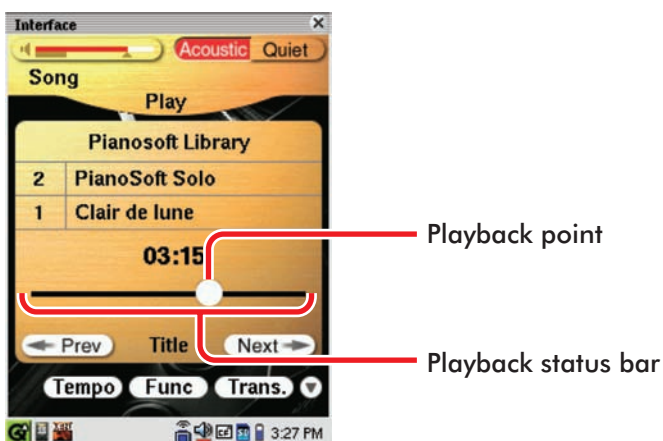 Interface
Acoustic Quiet
Song
Play
Pianosoft Library
2 PianoSoft Solo
1 Clair de lune
03:15
Prev Title Next
Tempo Func Trans.
3:27 PM
Playback point
Playback status bar